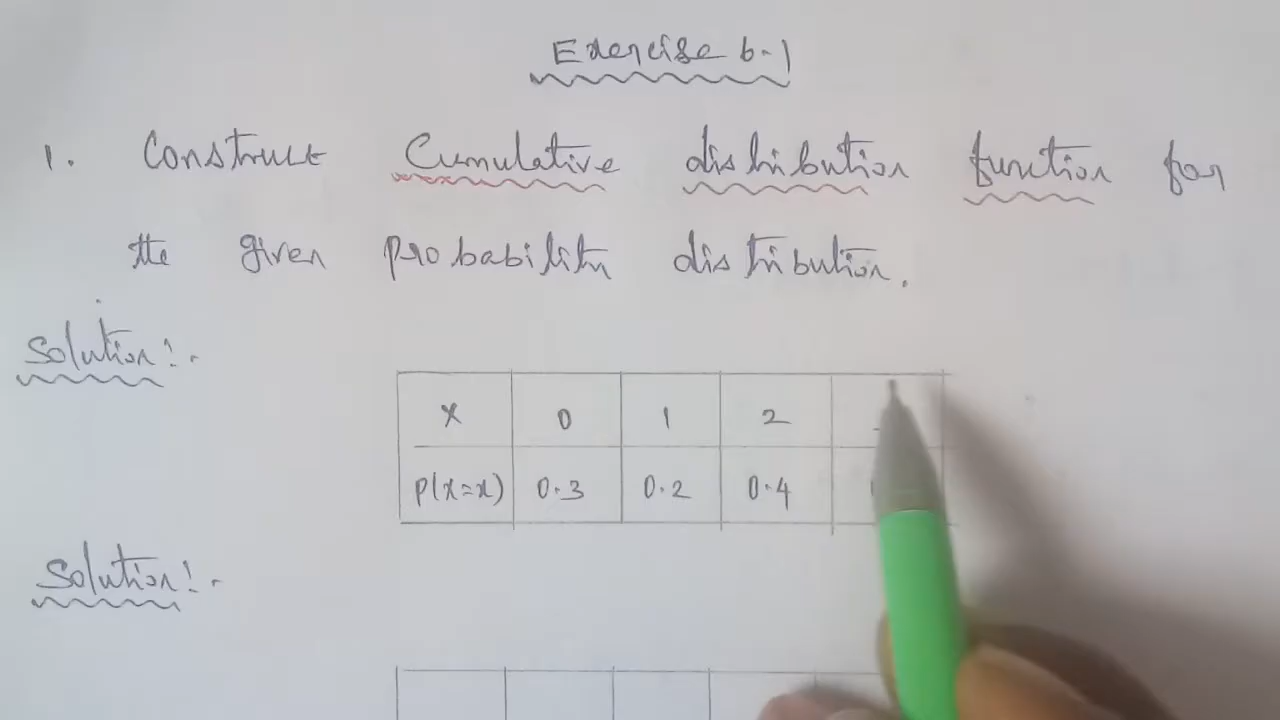 Exercise 6.1
1. Construct Cumulative distribution function for
the given probability distribution.
Solution:-
X 0 1 2
P(X=x) 0.3 0.2 0.4
Solution:-